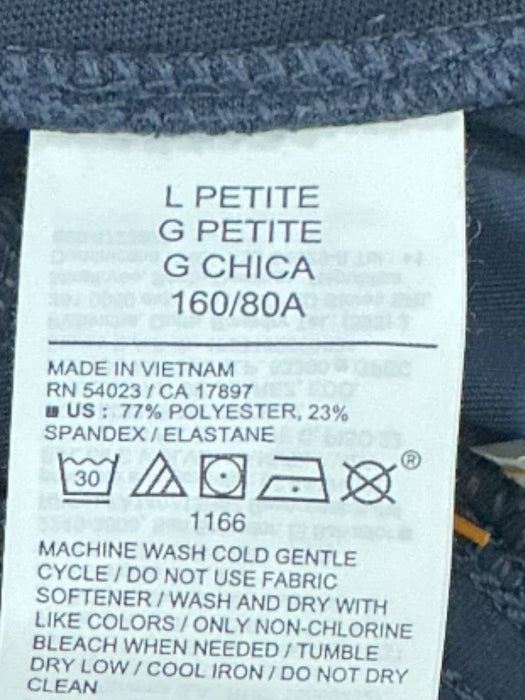 L PETITE
G PETITE
G CHICA
160/80A
MADE IN VIETNAM
RN 54023 / CA 17897
US : 77% POLYESTER, 23%
SPANDEX / ELASTANE
30 ®
1166
MACHINE WASH COLD GENTLE
CYCLE / DO NOT USE FABRIC
SOFTENER / WASH AND DRY WITH
LIKE COLORS / ONLY NON-CHLORINE
BLEACH WHEN NEEDED / TUMBLE
DRY LOW / COOL IRON / DO NOT DRY
CLEAN